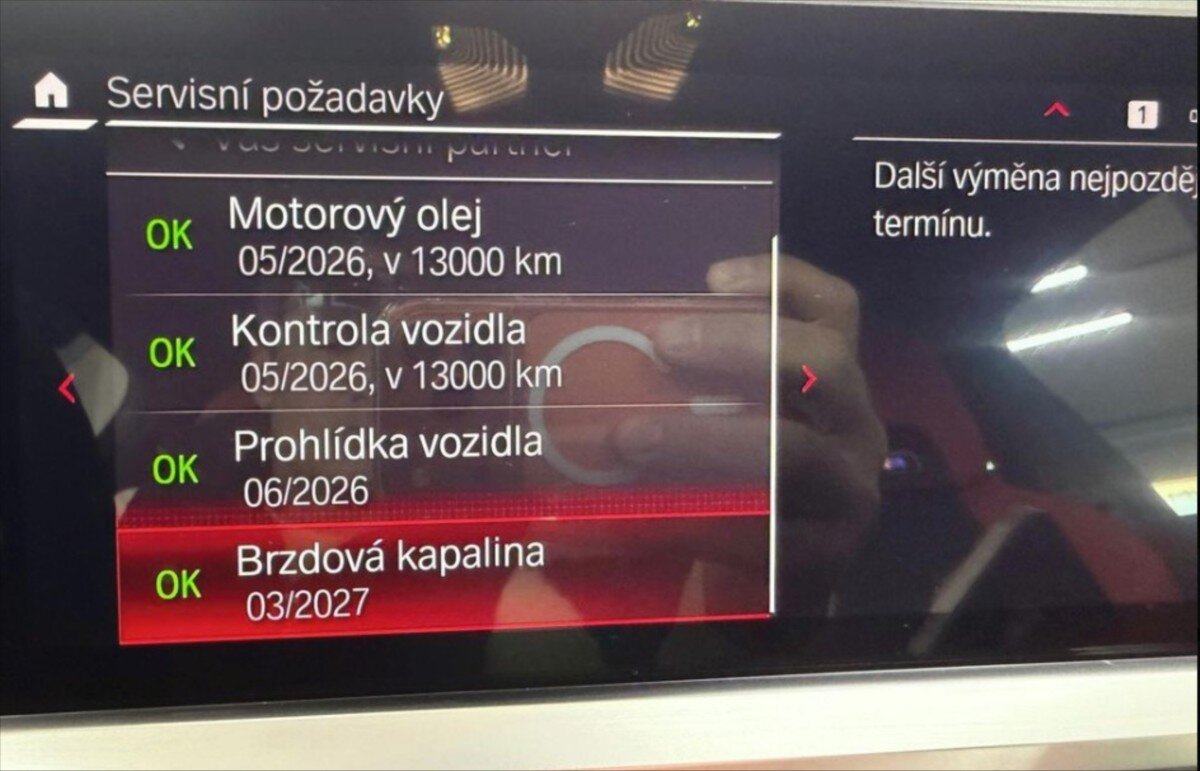 Servisní požadavky
1
Další výměna nejpozděj
termínu.
OK
Motorový olej
05/2026, v 13000 km
OK
Kontrola vozidla
05/2026, v 13000 km
OK
Prohlídka vozidla
06/2026
OK
Brzdová kapalina
03/2027